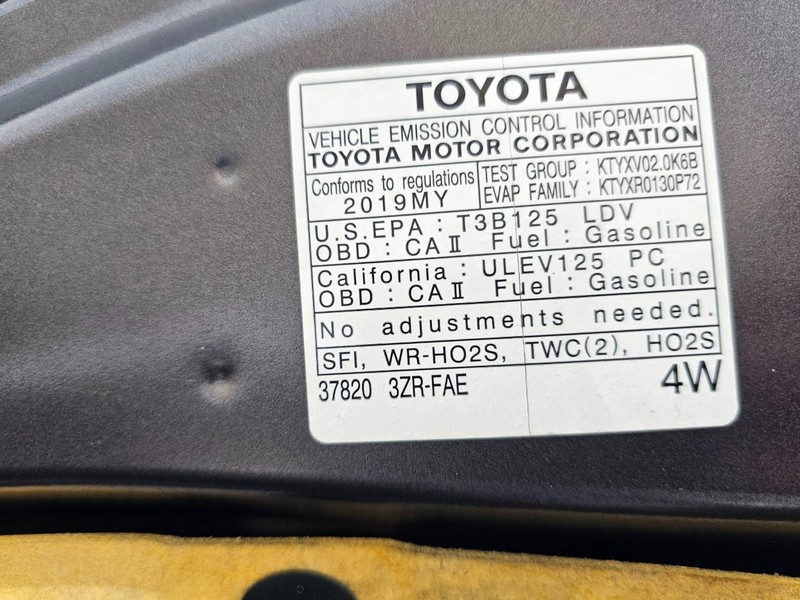 TOYOTA
VEHICLE EMISSION CONTROL INFORMATION
TOYOTA MOTOR CORPORATION
Conforms to regulations
2019MY
TEST GROUP : KTYXV02.0K6B
EVAP FAMILY : KTYXR0130P72
U.S.EPA : T3B125 LDV
OBD : CAⅡ Fuel : Gasoline
California : ULEV125 PC
OBD : CAⅡ Fuel : Gasoline
No adjustments needed.
SFI, WR-HO2S, TWC(2), HO2S
37820 3ZR-FAE 4W